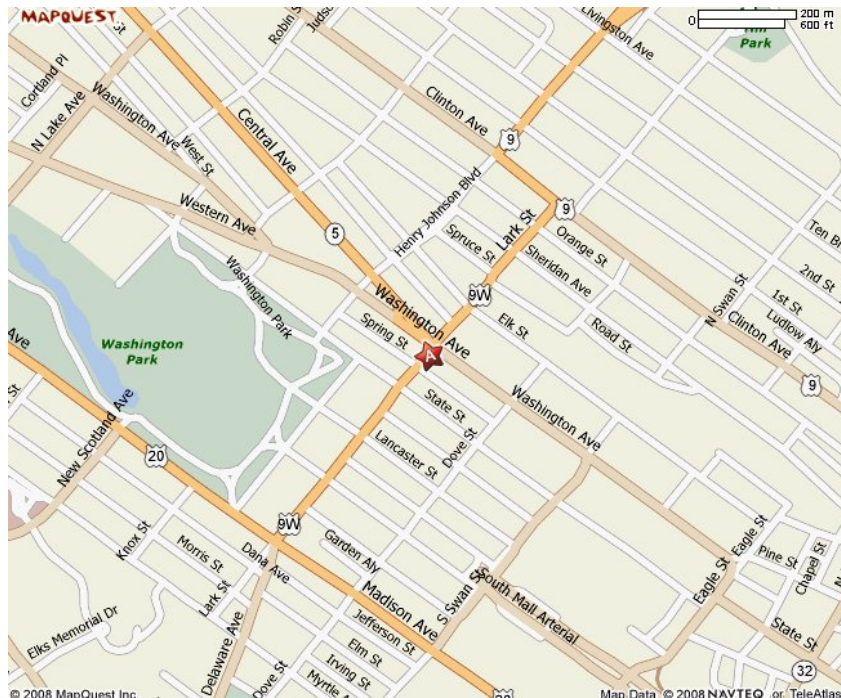 MAPQUEST
St
Robin S
Judso
Livingston Ave
0
200 m
600 ft
Park
Cortland Pl
N Lake Ave
Washington Ave
West St
Central Ave
Clinton Ave
9
Western Ave
5
Henry Johnson Blvd
Lark St
9
Spruce St
Orange St
Sheridan Ave
Ten Br
2nd St
1st St
Ludlow Aly
N Swan St
Clinton Ave
9
Washington Park
Washington Park
9W
Washington Ave
Elk St
Road St
Spring St
A
State St
Washington Ave
Ave
St
New Scotland Ave
20
Lancaster St
Dove St
9W
Knox St
Morris St
Dana Ave
Garden Aly
Lark St
Madison Ave
S Swan St
South Mall Arterial
Eagle St
Eagle St
Pine St
Chapel St
N
State St
32
Elks Memorial Dr
Delaware Ave
Jefferson St
Elm St
Irving St
Myrtle A
Dove St
20
© 2008 MapQuest Inc.
Map Data © 2008 NAVTEQ or TeleAtlas